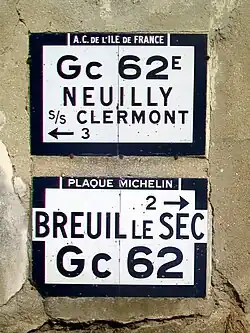 A.C. DE L'ILE DE FRANCE
Gc 62E
NEUILLY
S/S CLERMONT
← 3
PLAQUE MICHELIN
2 →
BREUIL LE SEC
Gc 62